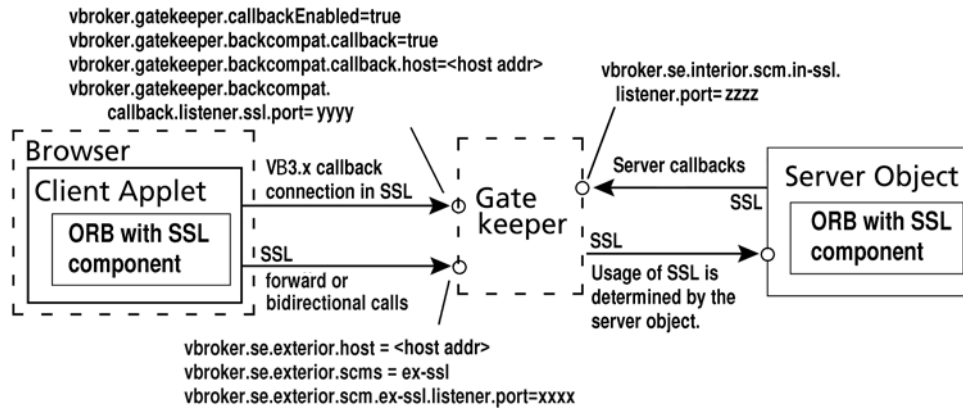 vbroker.gatekeeper.callbackEnabled=true
vbroker.gatekeeper.backcompat.callback=true
vbroker.gatekeeper.backcompat.callback.host=<host addr>
vbroker.gatekeeper.backcompat.
callback.listener.ssl.port= yyyy
vbroker.se.interior.scm.in-ssl.
listener.port= zzzz
Browser
Client Applet
ORB with SSL
component
VB3.x callback
connection in SSL
SSL
forward or
bidirectional calls
Gate
keeper
Server callbacks
SSL
SSL
Usage of SSL is
determined by the
server object.
Server Object
ORB with SSL
component
vbroker.se.exterior.host = <host addr>
vbroker.se.exterior.scms = ex-ssl
vbroker.se.exterior.scm.ex-ssl.listener.port=xxxx